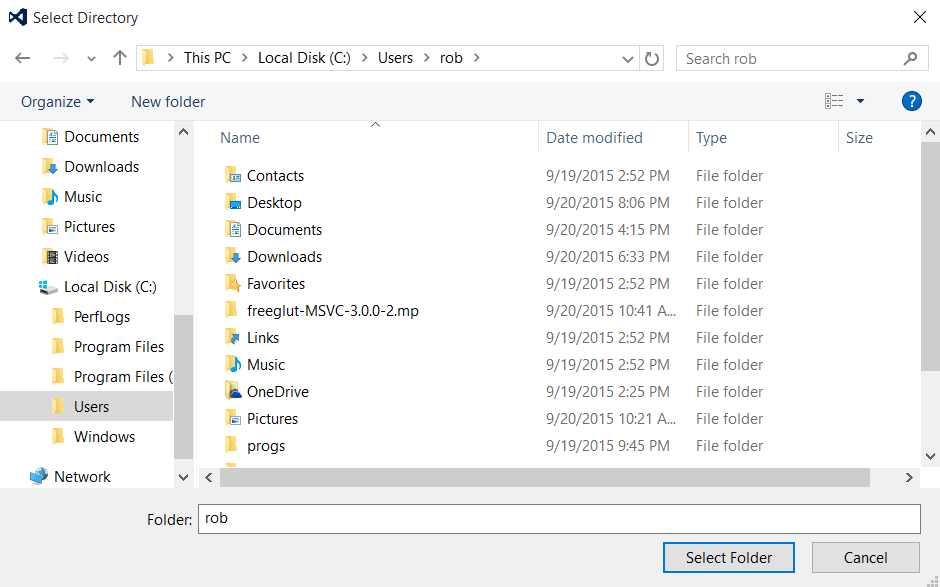 Select Directory
This PC Local Disk (C:) Users rob
Search rob
Organize New folder
?
Documents
Downloads
Music
Pictures
Videos
Local Disk (C:)
PerfLogs
Program Files
Program Files (
Users
Windows
Network
Name Date modified Type Size
Contacts 9/19/2015 2:52 PM File folder
Desktop 9/20/2015 8:06 PM File folder
Documents 9/20/2015 4:15 PM File folder
Downloads 9/20/2015 6:33 PM File folder
Favorites 9/19/2015 2:52 PM File folder
freeglut-MSVC-3.0.0-2.mp 9/20/2015 10:41 A... File folder
Links 9/19/2015 2:52 PM File folder
Music 9/19/2015 2:52 PM File folder
OneDrive 9/19/2015 2:25 PM File folder
Pictures 9/20/2015 10:21 A... File folder
progs 9/19/2015 9:45 PM File folder
Folder: rob
Select Folder Cancel